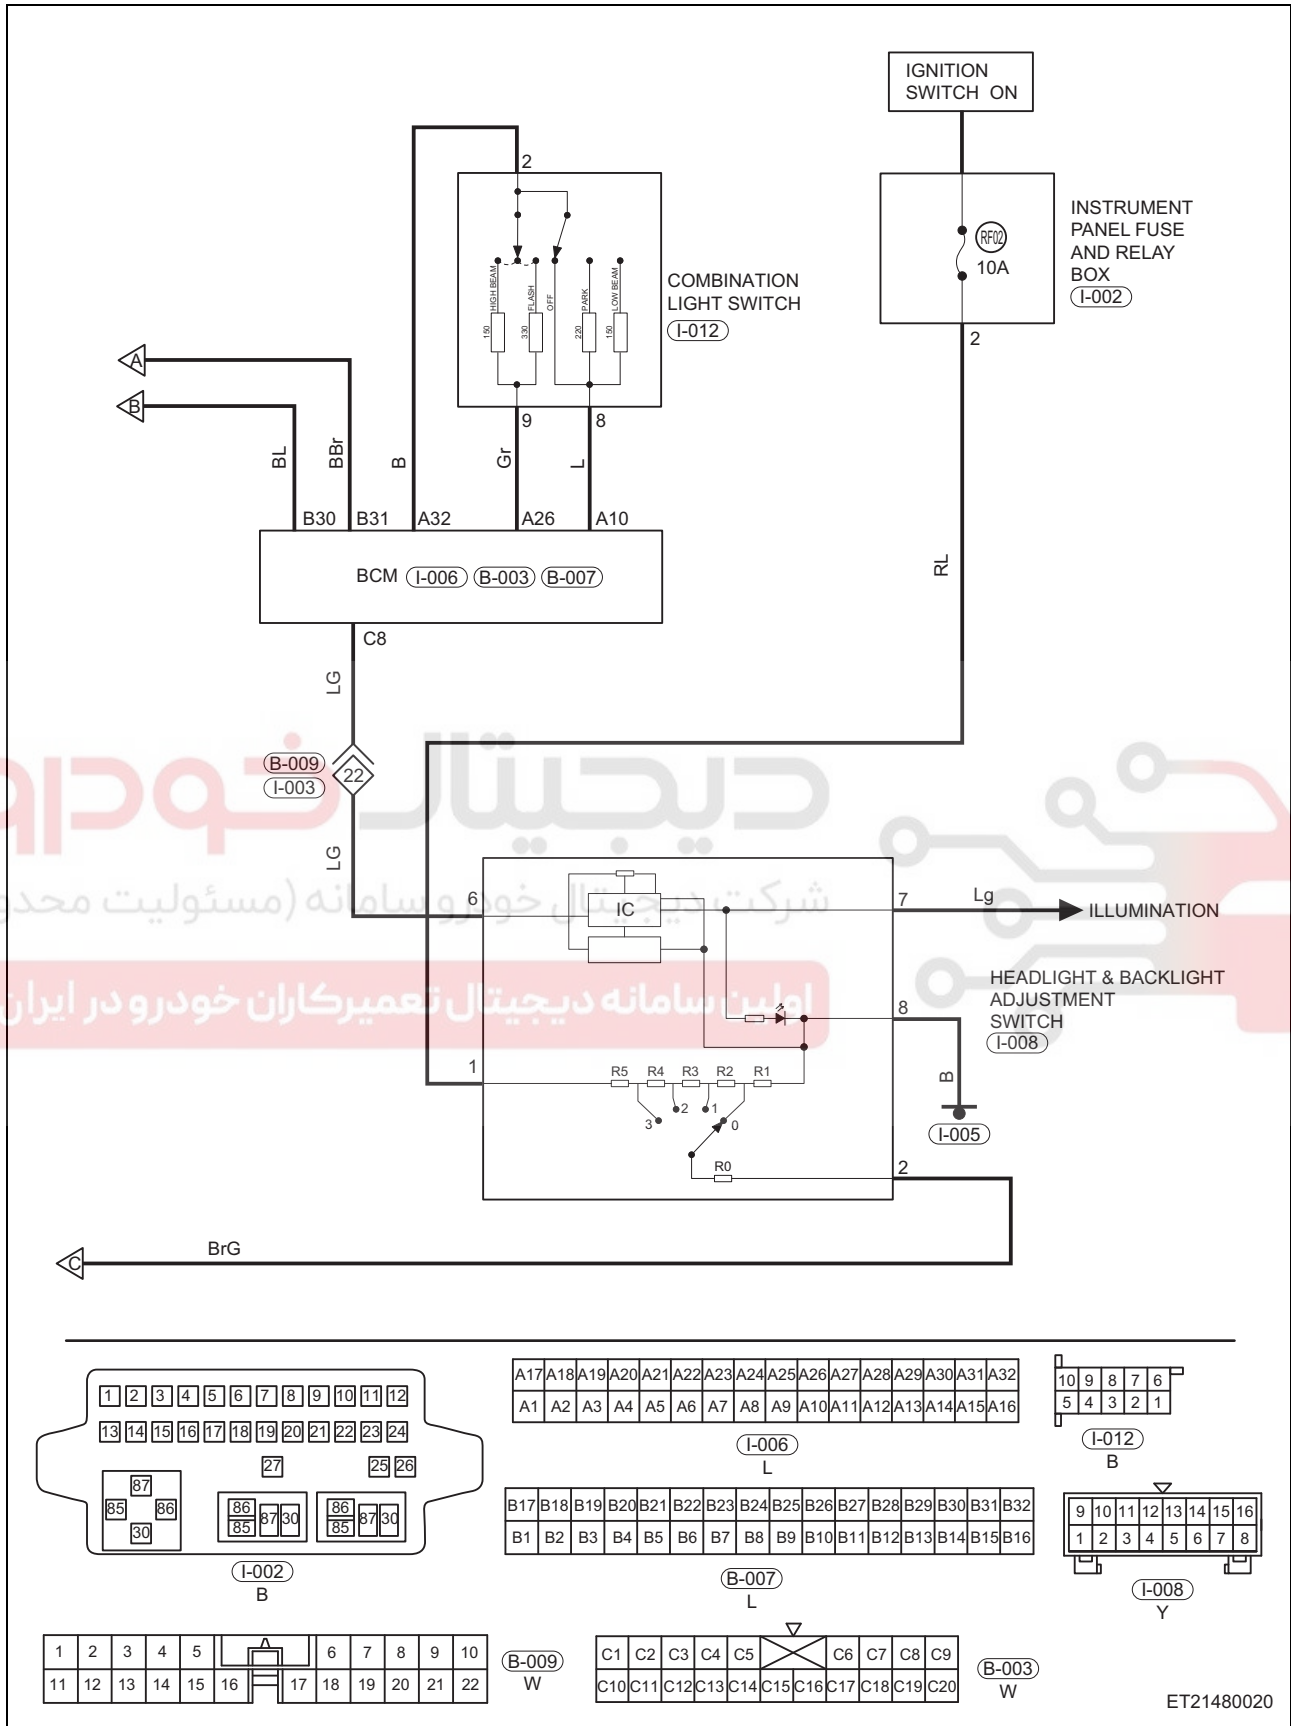 IGNITION
SWITCH ON
2
RF02
10A
INSTRUMENT
PANEL FUSE
AND RELAY
BOX
I-002
2
HIGH BEAM
FLASH
OFF
PARK
LOW BEAM
150
330
220
150
COMBINATION
LIGHT SWITCH
I-012
9
8
A
B
BL
BBr
B
Gr
L
RL
B30
B31
A32
A26
A10
BCM I-006 B-003 B-007
C8
LG
B-009
I-003
22
LG
دیجیتال خودرو
شرکت دیجیتال خودرو سامانه (مسئولیت محدو
اولین سامانه دیجیتال تعمیرکاران خودرو در ایران
6
IC
7
Lg
ILLUMINATION
HEADLIGHT & BACKLIGHT
ADJUSTMENT
SWITCH
I-008
8
B
I-005
1
R5 R4 R3 R2 R1
3 2 1 0
R0
2
BrG
C
1 2 3 4 5 6 7 8 9 10 11 12
13 14 15 16 17 18 19 20 21 22 23 24
27 25 26
87
85 86
30
86
85
87 30
86
85
87 30
I-002
B
A17 A18 A19 A20 A21 A22 A23 A24 A25 A26 A27 A28 A29 A30 A31 A32
A1 A2 A3 A4 A5 A6 A7 A8 A9 A10 A11 A12 A13 A14 A15 A16
I-006
L
10 9 8 7 6
5 4 3 2 1
I-012
B
B17 B18 B19 B20 B21 B22 B23 B24 B25 B26 B27 B28 B29 B30 B31 B32
B1 B2 B3 B4 B5 B6 B7 B8 B9 B10 B11 B12 B13 B14 B15 B16
B-007
L
9 10 11 12 13 14 15 16
1 2 3 4 5 6 7 8
I-008
Y
1 2 3 4 5 A 6 7 8 9 10
11 12 13 14 15 16 17 18 19 20 21 22
B-009
W
C1 C2 C3 C4 C5 C6 C7 C8 C9
C10 C11 C12 C13 C14 C15 C16 C17 C18 C19 C20
B-003
W
ET21480020